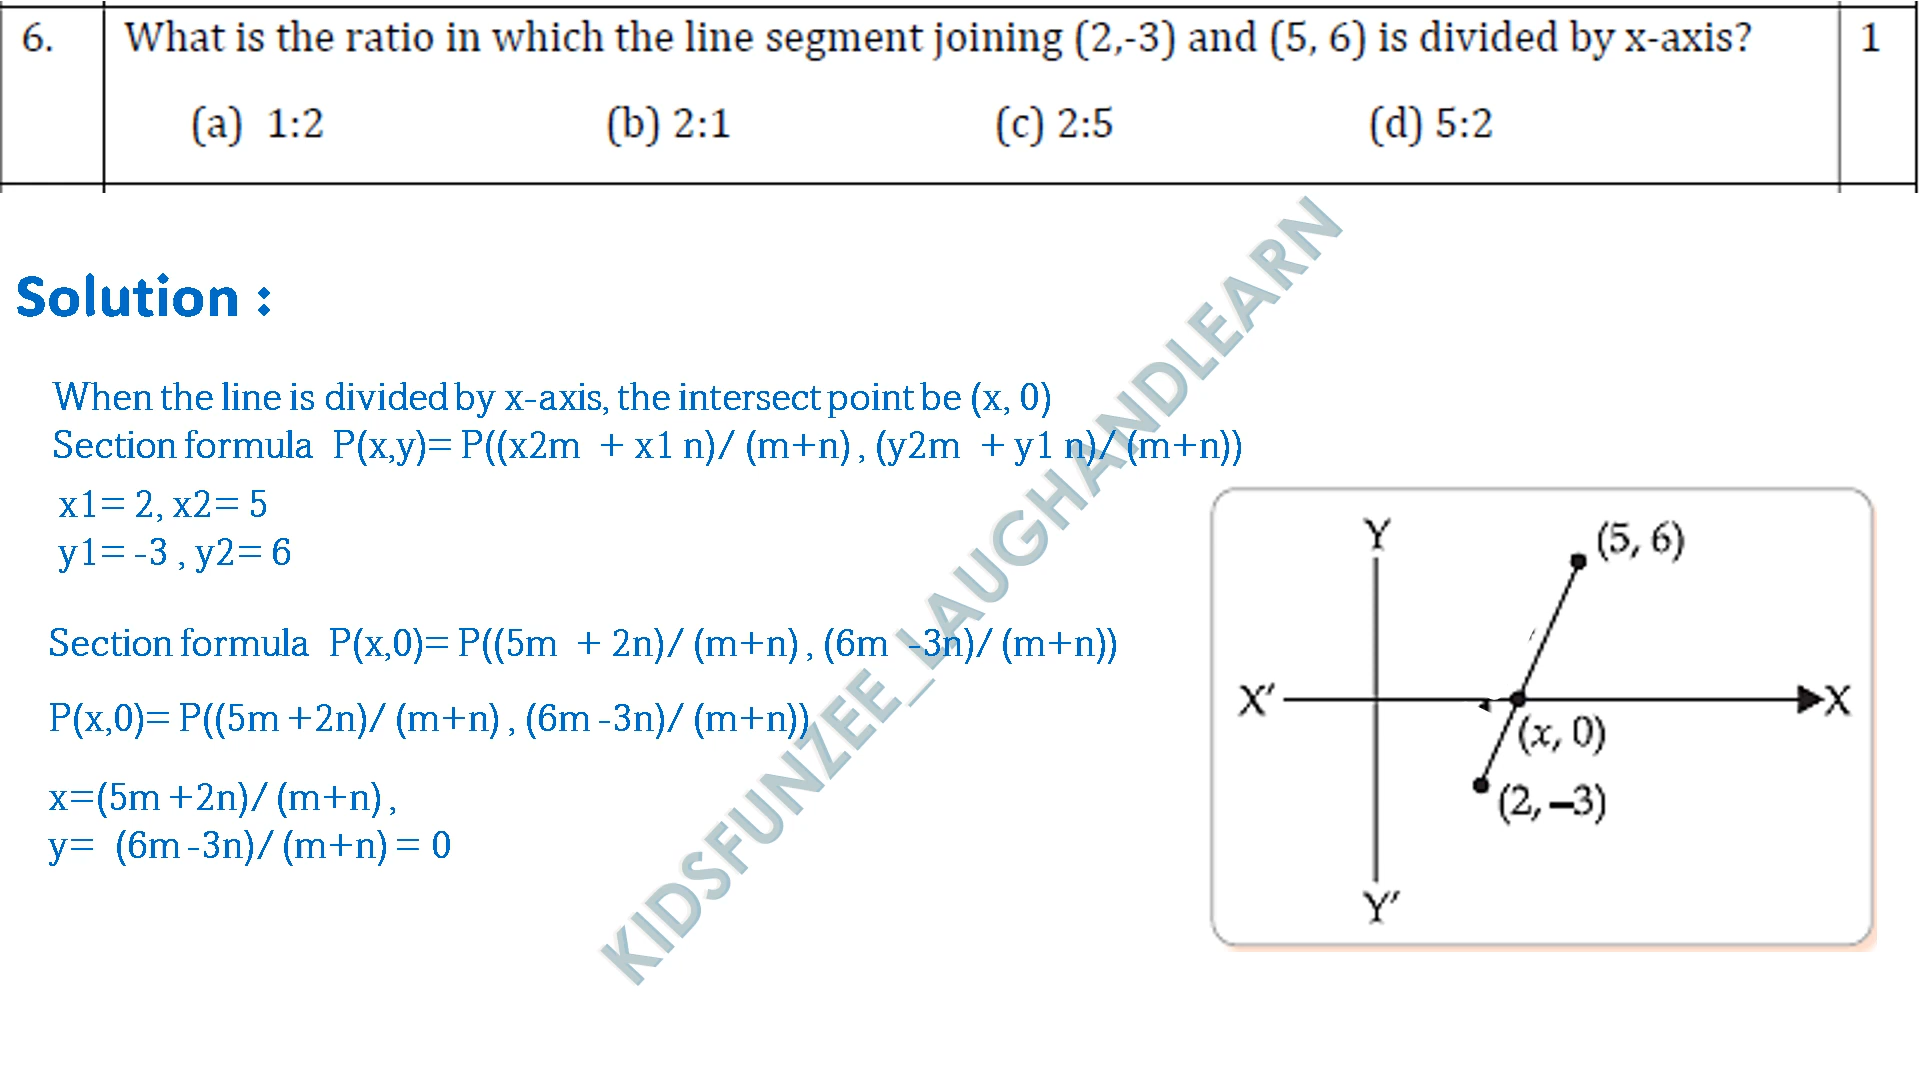 6. What is the ratio in which the line segment joining (2,-3) and (5, 6) is divided by x-axis? 1
(a) 1:2 (b) 2:1 (c) 2:5 (d) 5:2
Solution :
When the line is divided by x-axis, the intersect point be (x, 0)
Section formula P(x,y)= P((x2m + x1 n)/ (m+n) , (y2m + y1 n)/ (m+n))
x1= 2, x2= 5
y1= -3 , y2= 6
Section formula P(x,0)= P((5m + 2n)/ (m+n) , (6m -3n)/ (m+n))
P(x,0)= P((5m +2n)/ (m+n) , (6m -3n)/ (m+n))
x=(5m +2n)/ (m+n) ,
y= (6m -3n)/ (m+n) = 0
Y
(5, 6)
X′ X
(x, 0)
(2, –3)
Y′
KIDSFUNZEE_LAUGHANDLEARN